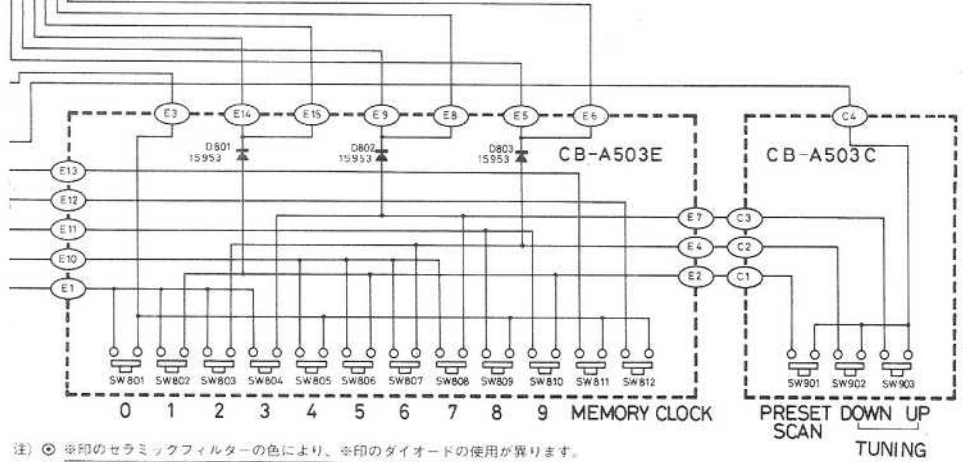 E3 E14 E15 E9 E8 E5 E6 C4
D801 D802 D803
1S953 1S953 1S953
CB-A503E CB-A503C
E13
E12
E7 C3
E11
E4 C2
E10
E2 C1
E1
SW801 SW802 SW803 SW804 SW805 SW806 SW807 SW808 SW809 SW810 SW811 SW812 SW901 SW902 SW903
0 1 2 3 4 5 6 7 8 9 MEMORY CLOCK PRESET DOWN UP
SCAN
TUNING
注) ⊙ ※印のセラミックフィルターの色により、※印のダイオードの使用が異ります。